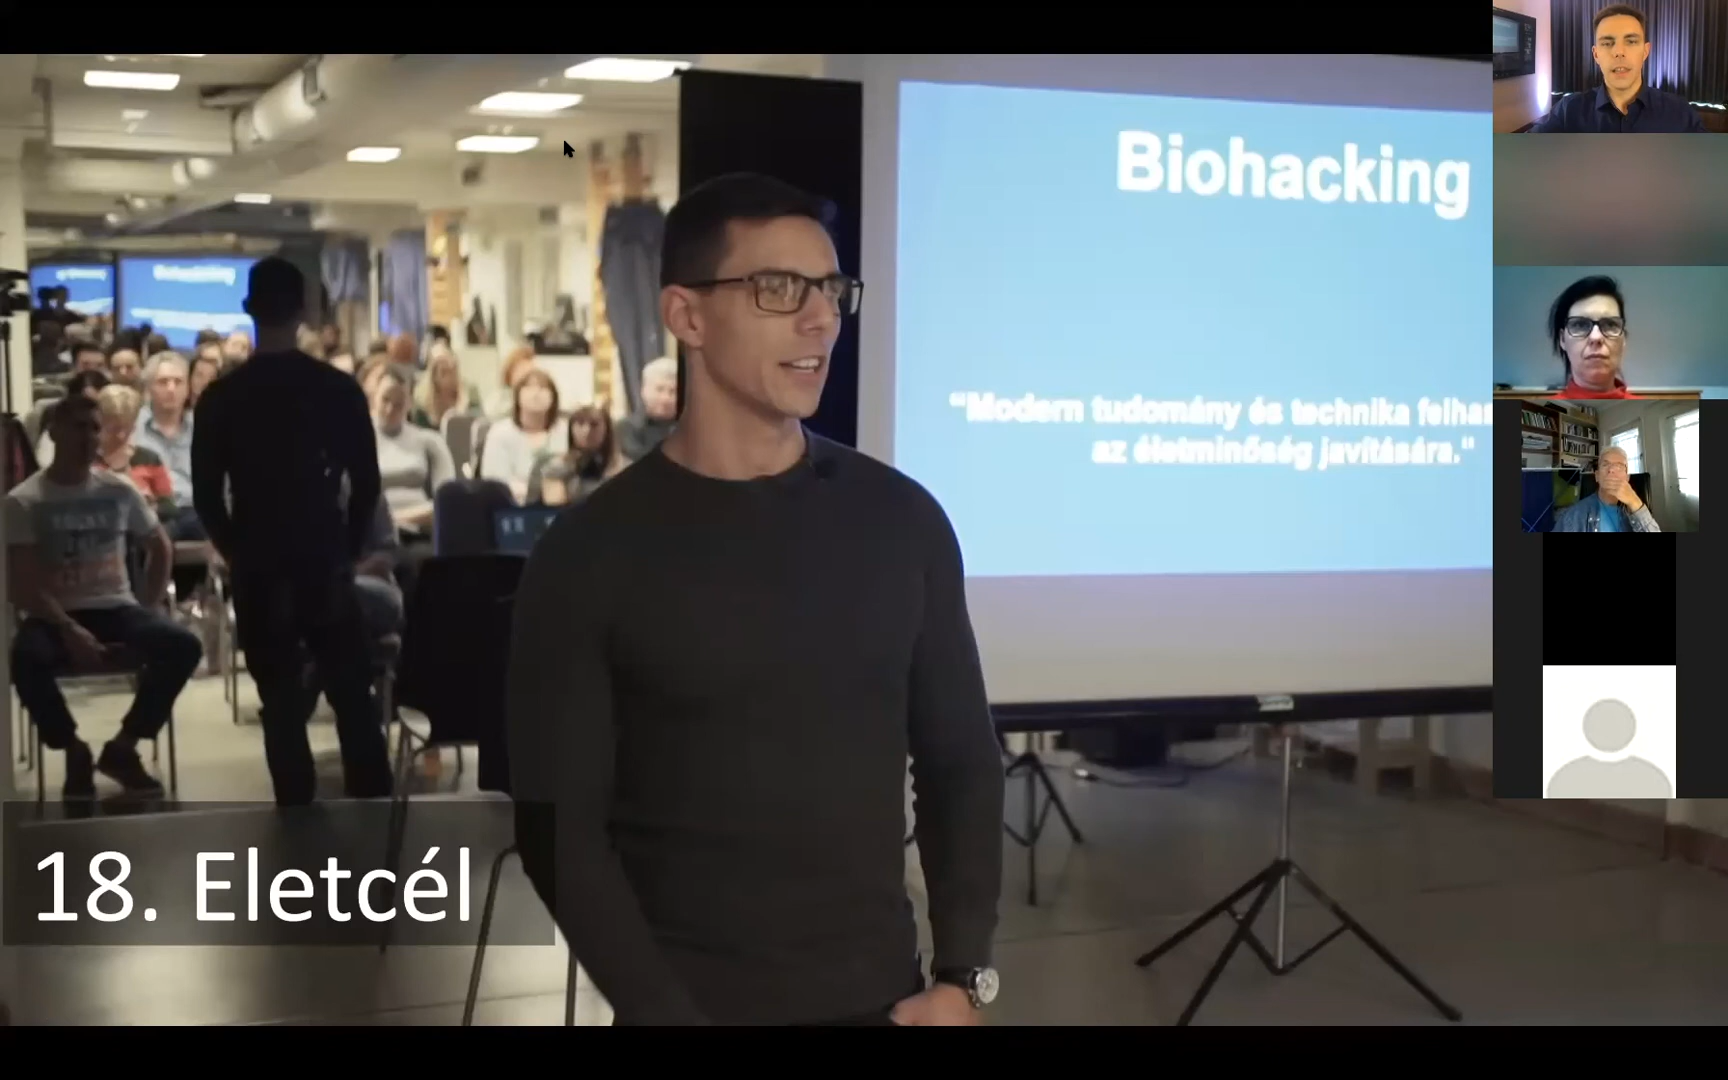 Biohacking
"Modern tudomány és technika felhas
az életminőség javítására."
18. Eletcél